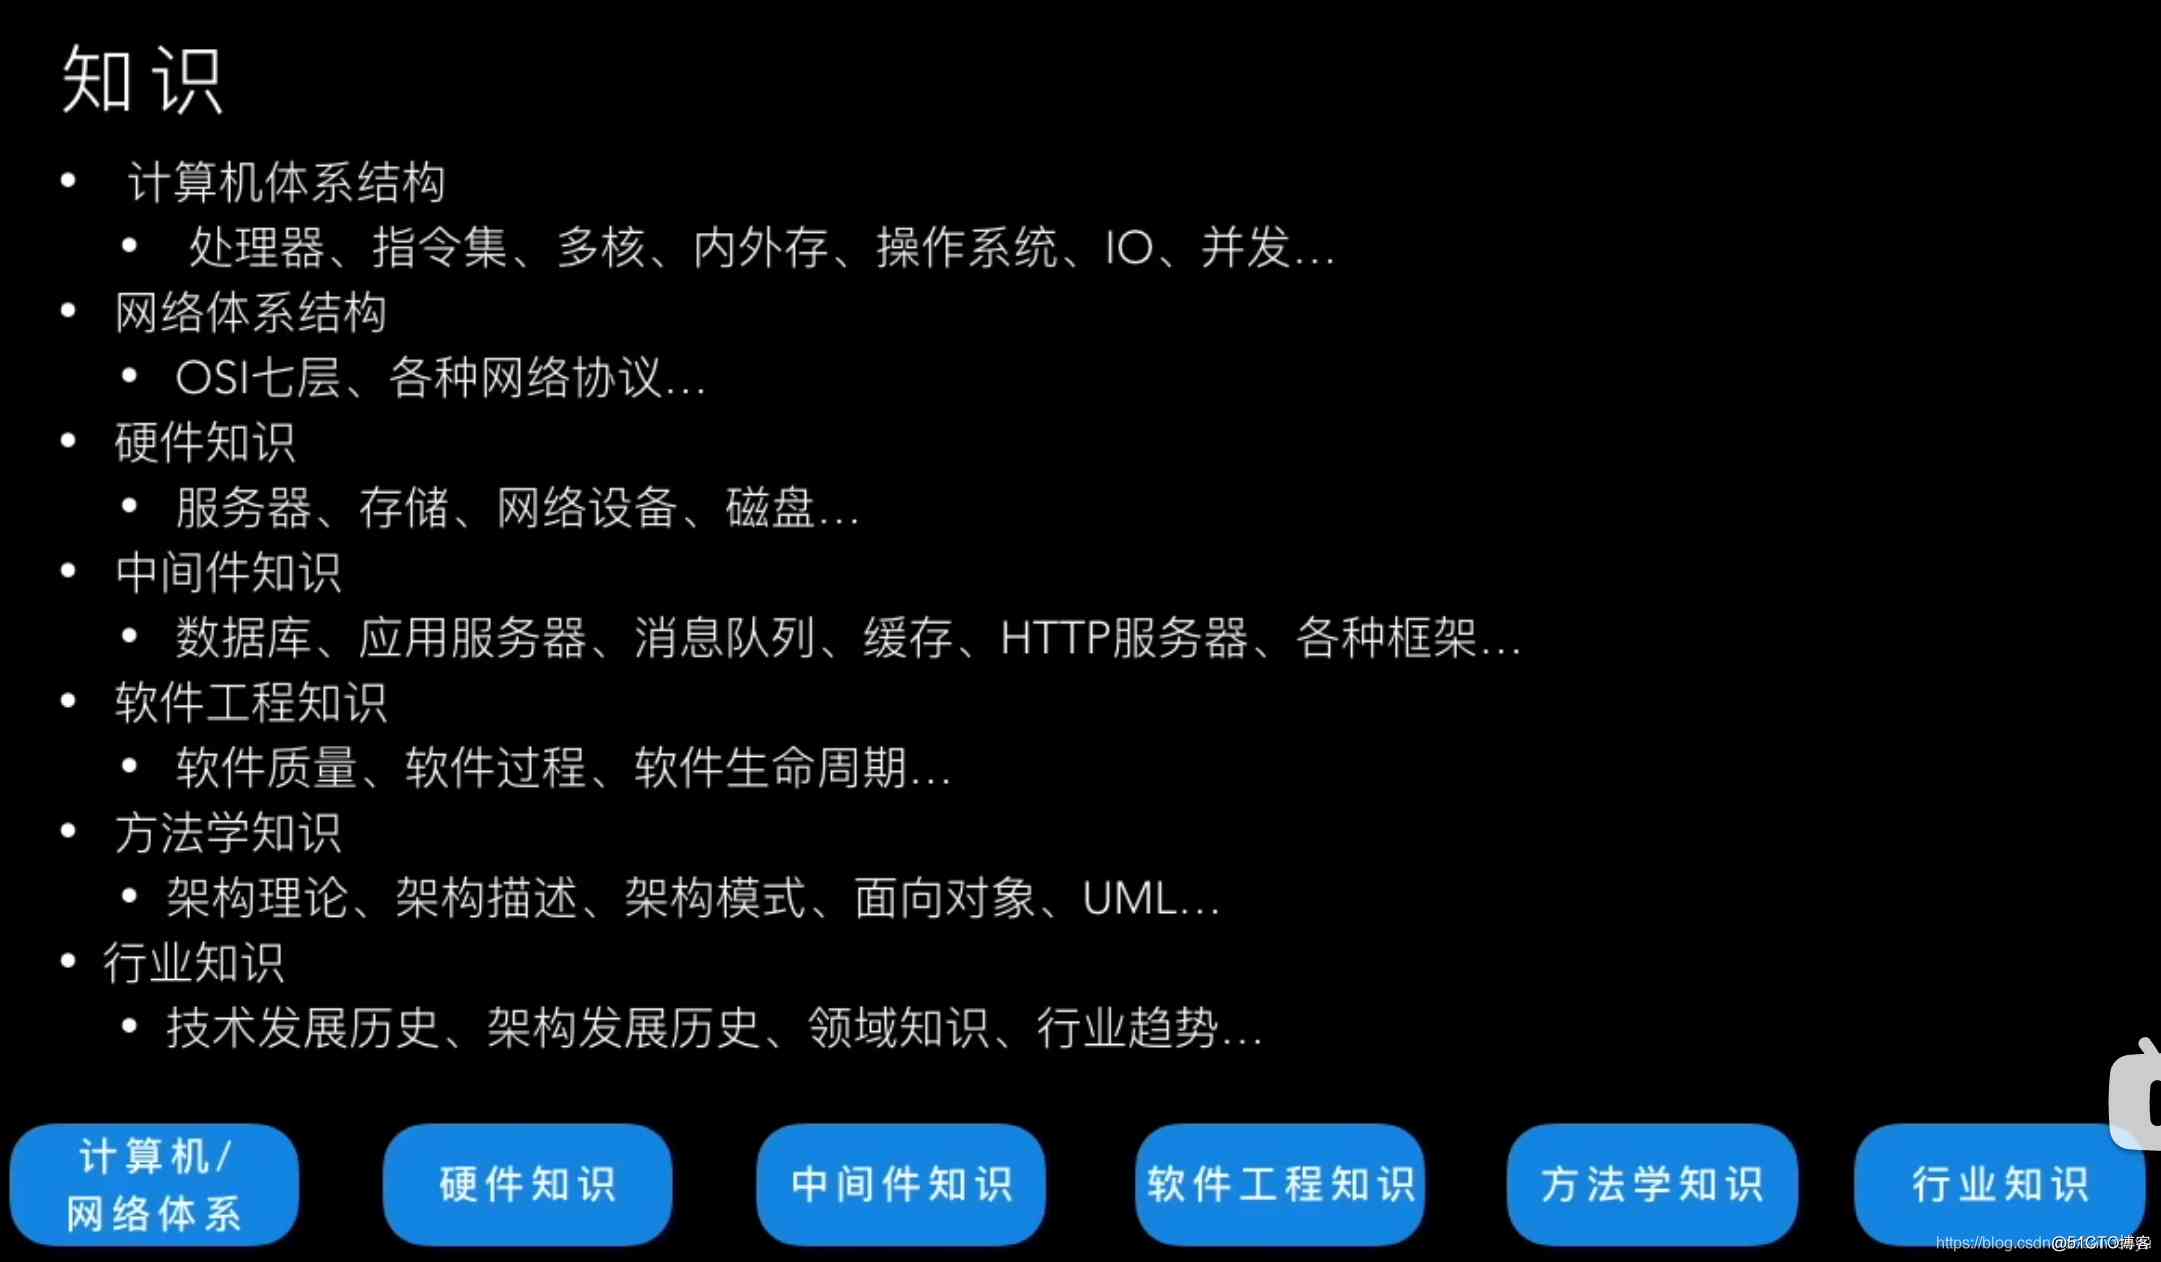 知识
• 计算机体系结构
• 处理器、指令集、多核、内外存、操作系统、IO、并发…
• 网络体系结构
• OSI七层、各种网络协议…
• 硬件知识
• 服务器、存储、网络设备、磁盘…
• 中间件知识
• 数据库、应用服务器、消息队列、缓存、HTTP服务器、各种框架…
• 软件工程知识
• 软件质量、软件过程、软件生命周期…
• 方法学知识
• 架构理论、架构描述、架构模式、面向对象、UML…
• 行业知识
• 技术发展历史、架构发展历史、领域知识、行业趋势…
计算机/
网络体系
硬件知识
中间件知识
软件工程知识
方法学知识
行业知识
https://blog.csdn
@51CTO博客